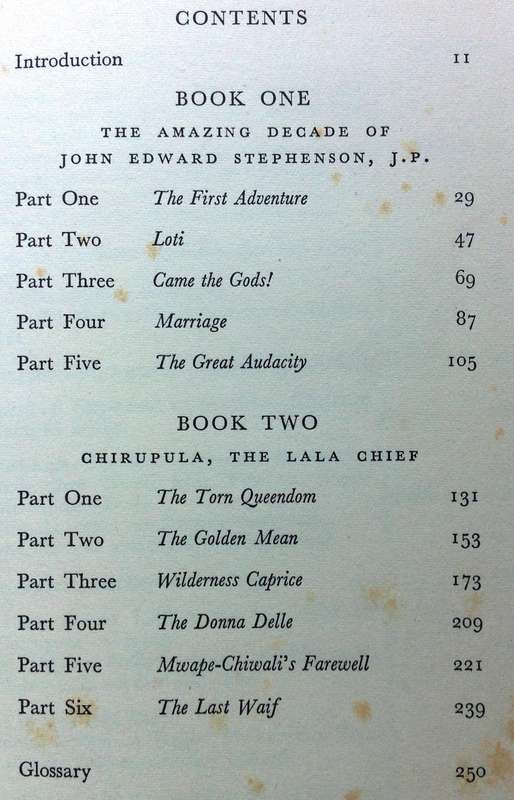 CONTENTS
Introduction 11
BOOK ONE
THE AMAZING DECADE OF
JOHN EDWARD STEPHENSON, J.P.
Part One The First Adventure 29
Part Two Loti 47
Part Three Came the Gods! 69
Part Four Marriage 87
Part Five The Great Audacity 105
BOOK TWO
CHIRUPULA, THE LALA CHIEF
Part One The Torn Queendom 131
Part Two The Golden Mean 153
Part Three Wilderness Caprice 173
Part Four The Donna Delle 209
Part Five Mwape-Chiwali's Farewell 221
Part Six The Last Waif 239
Glossary 250